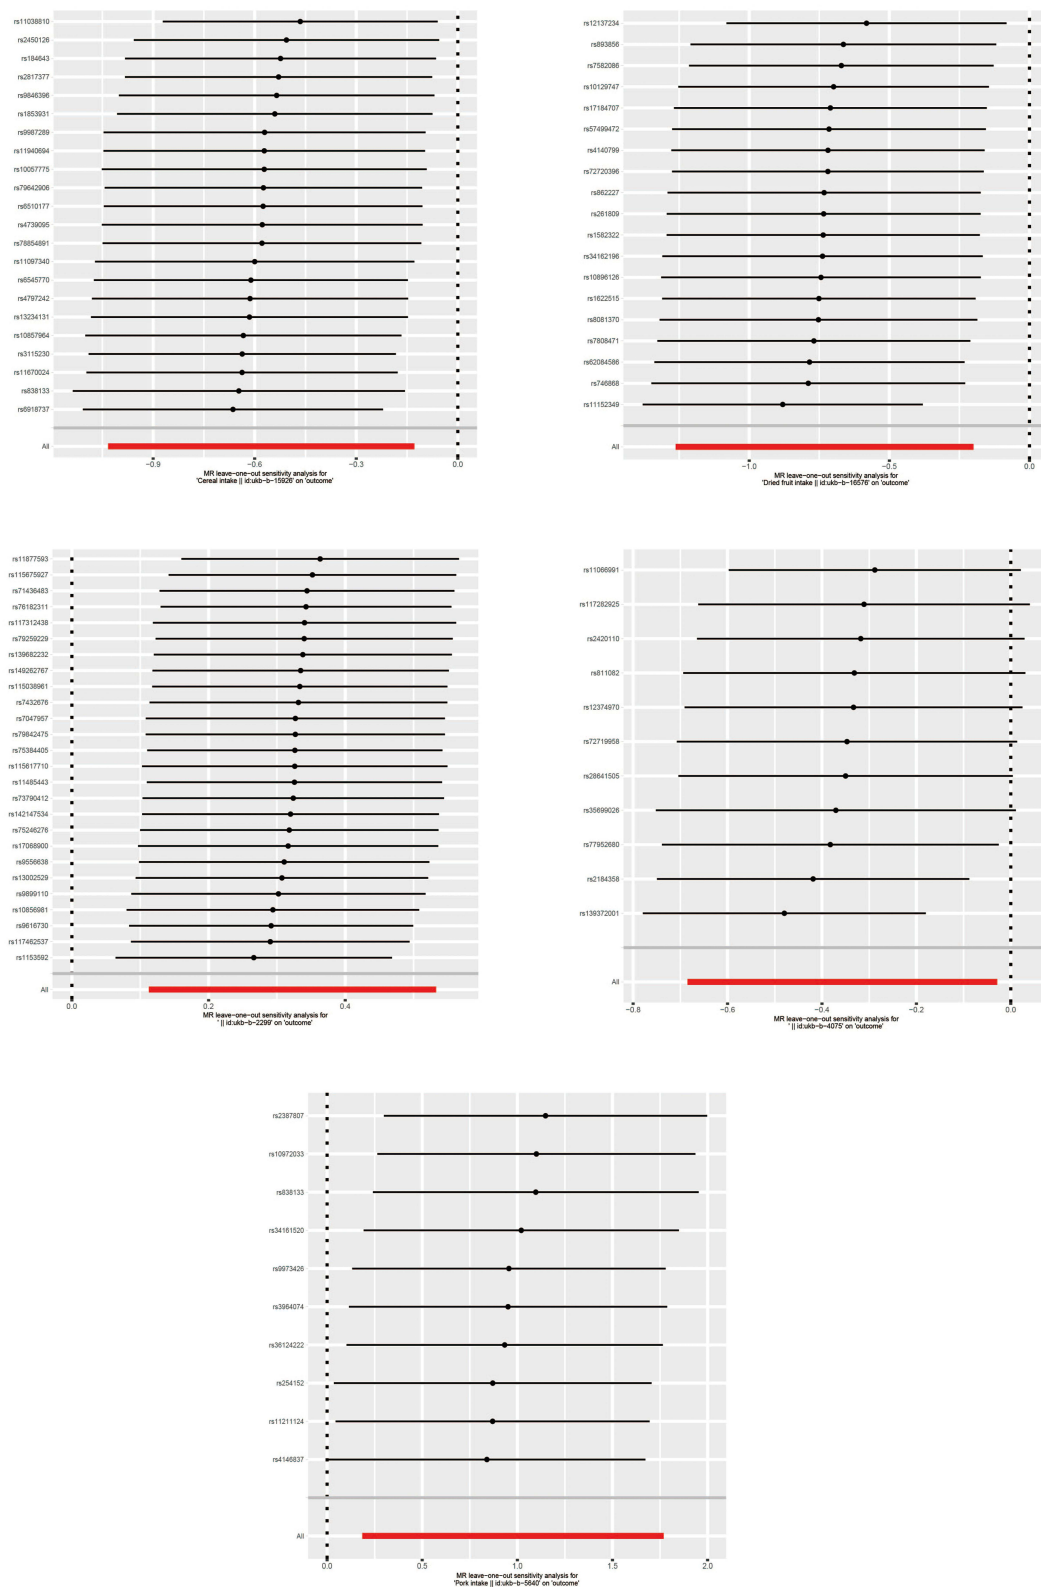 rs11038810
rs2450126
rs184643
rs2817377
rs9846396
rs1853931
rs9987289
rs11940694
rs10057775
rs79642906
rs6510177
rs4739095
rs78854891
rs11097340
rs6545770
rs4797242
rs13234131
rs10857964
rs3115230
rs11670024
rs838133
rs6918737
All
−0.9 −0.6 −0.3 0.0
MR leave−one−out sensitivity analysis for
'Cereal intake || id:ukb−b−15926' on 'outcome'
rs12137234
rs893856
rs7582086
rs10129747
rs17184707
rs57499472
rs4140799
rs72720396
rs862227
rs261809
rs1582322
rs34162196
rs10896126
rs1622515
rs8081370
rs7808471
rs62084586
rs746868
rs11152349
All
−1.0 −0.5 0.0
MR leave−one−out sensitivity analysis for
'Dried fruit intake || id:ukb−b−16576' on 'outcome'
rs11877593
rs115675927
rs71436483
rs76182311
rs117312438
rs79259229
rs139682232
rs149262767
rs115038961
rs7432676
rs7047957
rs79842475
rs75384405
rs115617710
rs11485443
rs73790412
rs142147534
rs75246276
rs17068900
rs9556638
rs13002529
rs9899110
rs10856981
rs9616730
rs117462537
rs1153592
All
0.0 0.2 0.4
MR leave−one−out sensitivity analysis for
' || id:ukb−b−2299' on 'outcome'
rs11066991
rs117282925
rs2420110
rs811082
rs12374970
rs72719958
rs28641505
rs35699026
rs77952680
rs2184358
rs139372001
All
−0.8 −0.6 −0.4 −0.2 0.0
MR leave−one−out sensitivity analysis for
' || id:ukb−b−4075' on 'outcome'
rs2387807
rs10972033
rs838133
rs34161520
rs9973426
rs3964074
rs36124222
rs254152
rs11211124
rs4146837
All
0.0 0.5 1.0 1.5 2.0
MR leave−one−out sensitivity analysis for
'Pork intake || id:ukb−b−5640' on 'outcome'